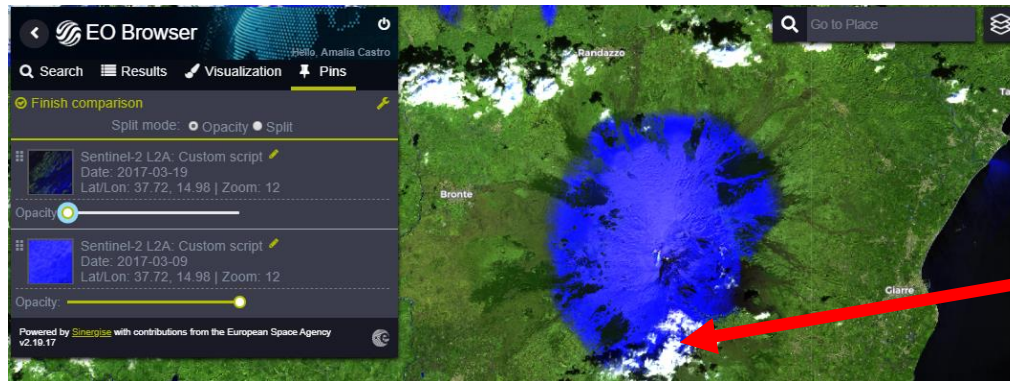 EO Browser
Hello, Amalia Castro
Search Results Visualization Pins
Finish comparison
Split mode: Opacity Split
Sentinel-2 L2A: Custom script
Date: 2017-03-19
Lat/Lon: 37.72, 14.98 | Zoom: 12
Opacity:
Sentinel-2 L2A: Custom script
Date: 2017-03-09
Lat/Lon: 37.72, 14.98 | Zoom: 12
Opacity:
Powered by Sinergise with contributions from the European Space Agency
v2.19.17
Go to Place
Randazzo
Ta
Bronte
Giarre